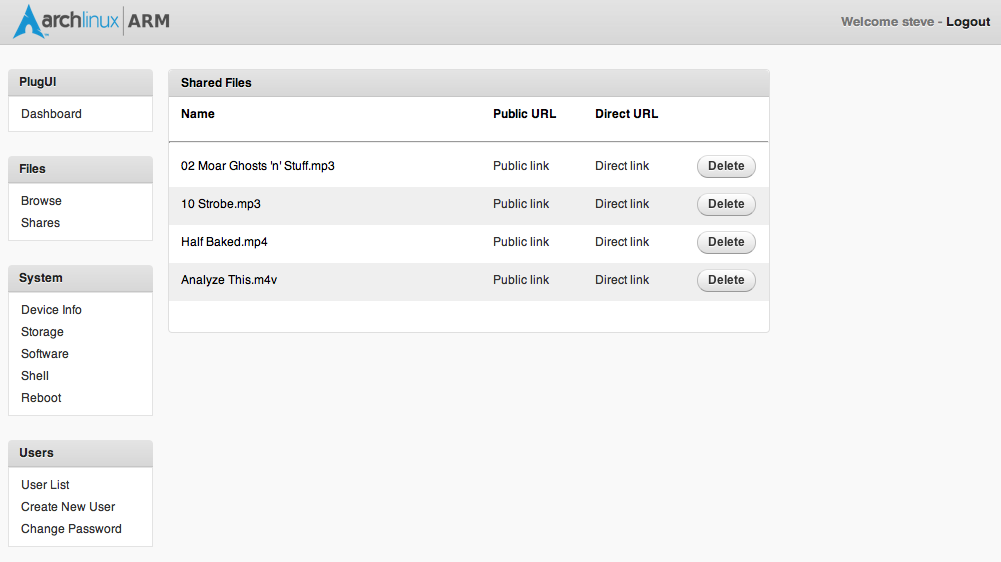 archlinux ARM
Welcome steve - Logout
PlugUI
Dashboard
Files
Browse
Shares
System
Device Info
Storage
Software
Shell
Reboot
Users
User List
Create New User
Change Password
Shared Files
Name Public URL Direct URL
02 Moar Ghosts 'n' Stuff.mp3 Public link Direct link Delete
10 Strobe.mp3 Public link Direct link Delete
Half Baked.mp4 Public link Direct link Delete
Analyze This.m4v Public link Direct link Delete